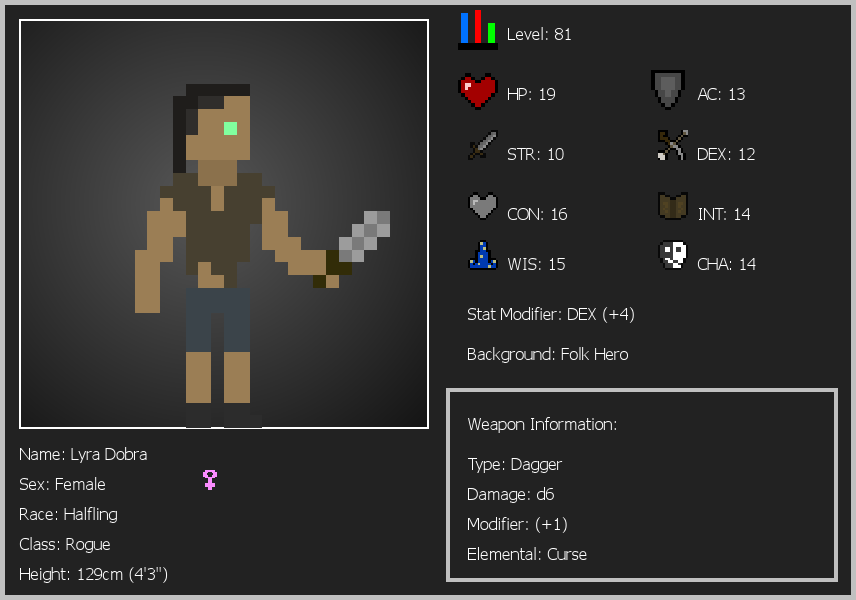 Level: 81
HP: 19
AC: 13
STR: 10
DEX: 12
CON: 16
INT: 14
WIS: 15
CHA: 14
Stat Modifier: DEX (+4)
Background: Folk Hero
Weapon Information:
Type: Dagger
Damage: d6
Modifier: (+1)
Elemental: Curse
Name: Lyra Dobra
Sex: Female
Race: Halfling
Class: Rogue
Height: 129cm (4'3")